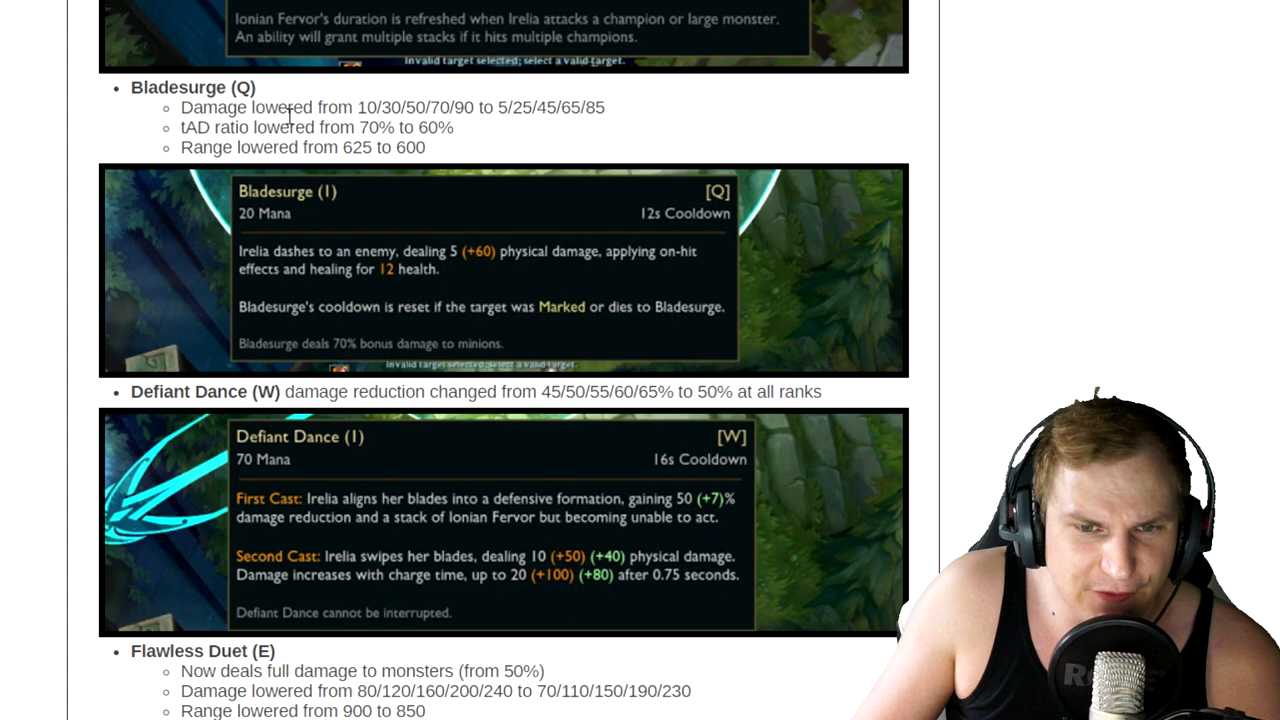 Ionian Fervor's duration is refreshed when Irelia attacks a champion or large monster.
An ability will grant multiple stacks if it hits multiple champions.
Invalid target selected; select a valid target.
• Bladesurge (Q)
◦ Damage lowered from 10/30/50/70/90 to 5/25/45/65/85
◦ tAD ratio lowered from 70% to 60%
◦ Range lowered from 625 to 600
Bladesurge (1) [Q]
20 Mana 12s Cooldown
Irelia dashes to an enemy, dealing 5 (+60) physical damage, applying on-hit
effects and healing for 12 health.
Bladesurge's cooldown is reset if the target was Marked or dies to Bladesurge.
Bladesurge deals 70% bonus damage to minions.
Invalid target selected; select a valid target.
• Defiant Dance (W) damage reduction changed from 45/50/55/60/65% to 50% at all ranks
Defiant Dance (1) [W]
70 Mana 16s Cooldown
First Cast: Irelia aligns her blades into a defensive formation, gaining 50 (+7)%
damage reduction and a stack of Ionian Fervor but becoming unable to act.
Second Cast: Irelia swipes her blades, dealing 10 (+50) (+40) physical damage.
Damage increases with charge time, up to 20 (+100) (+80) after 0.75 seconds.
Defiant Dance cannot be interrupted.
• Flawless Duet (E)
◦ Now deals full damage to monsters (from 50%)
◦ Damage lowered from 80/120/160/200/240 to 70/110/150/190/230
◦ Range lowered from 900 to 850